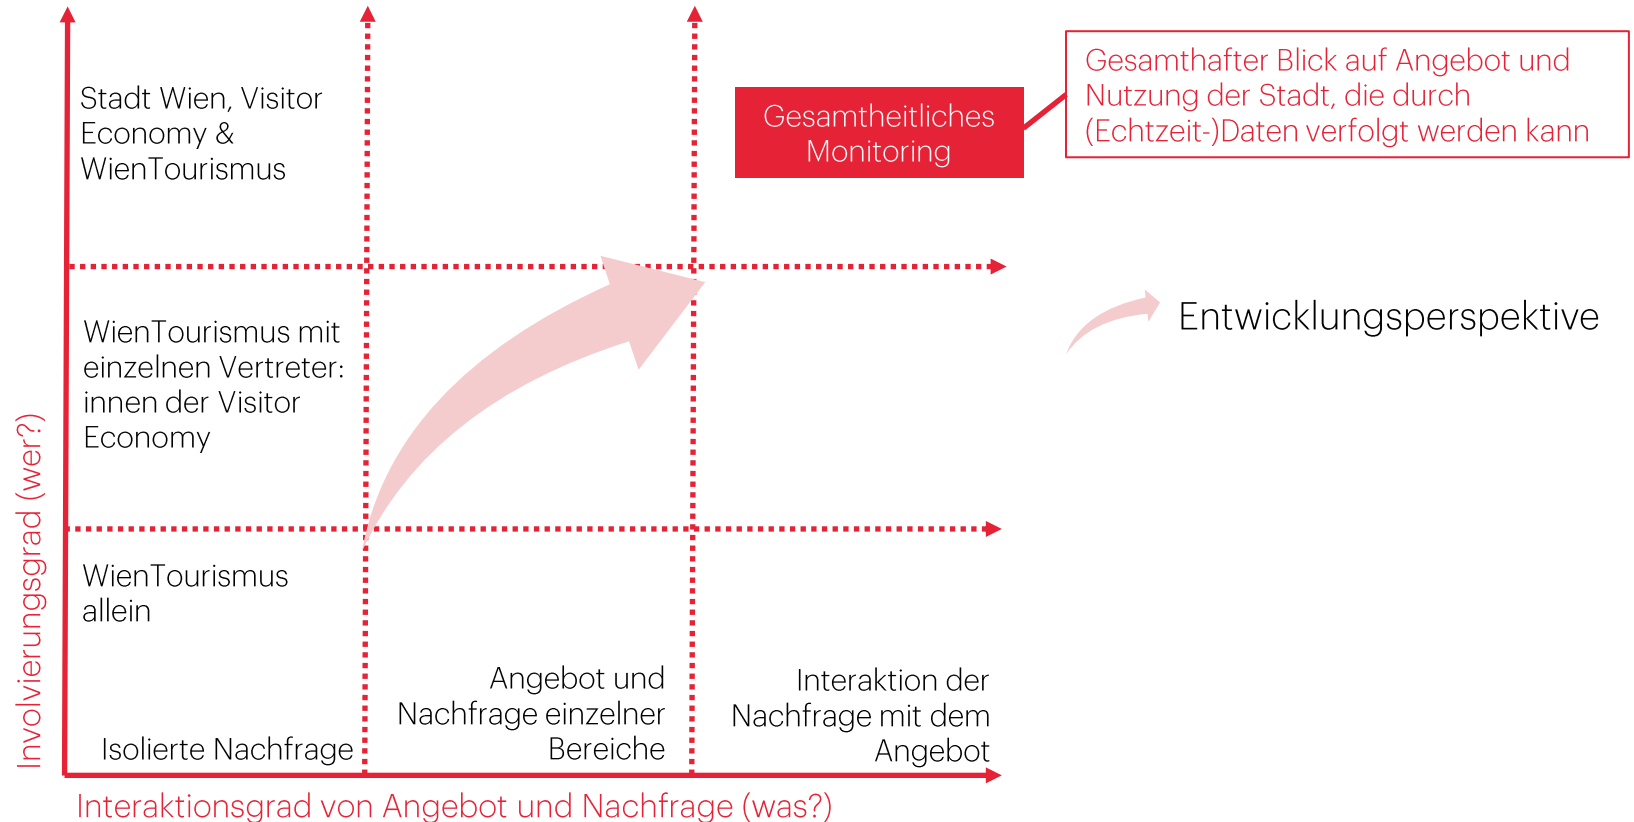 Stadt Wien, Visitor
Economy &
WienTourismus
Gesamtheitliches
Monitoring
Gesamthafter Blick auf Angebot und
Nutzung der Stadt, die durch
(Echtzeit-)Daten verfolgt werden kann
WienTourismus mit
einzelnen Vertreter:
innen der Visitor
Economy
Entwicklungsperspektive
WienTourismus
allein
Isolierte Nachfrage
Angebot und
Nachfrage einzelner
Bereiche
Interaktion der
Nachfrage mit dem
Angebot
Involvierungsgrad (wer?)
Interaktionsgrad von Angebot und Nachfrage (was?)